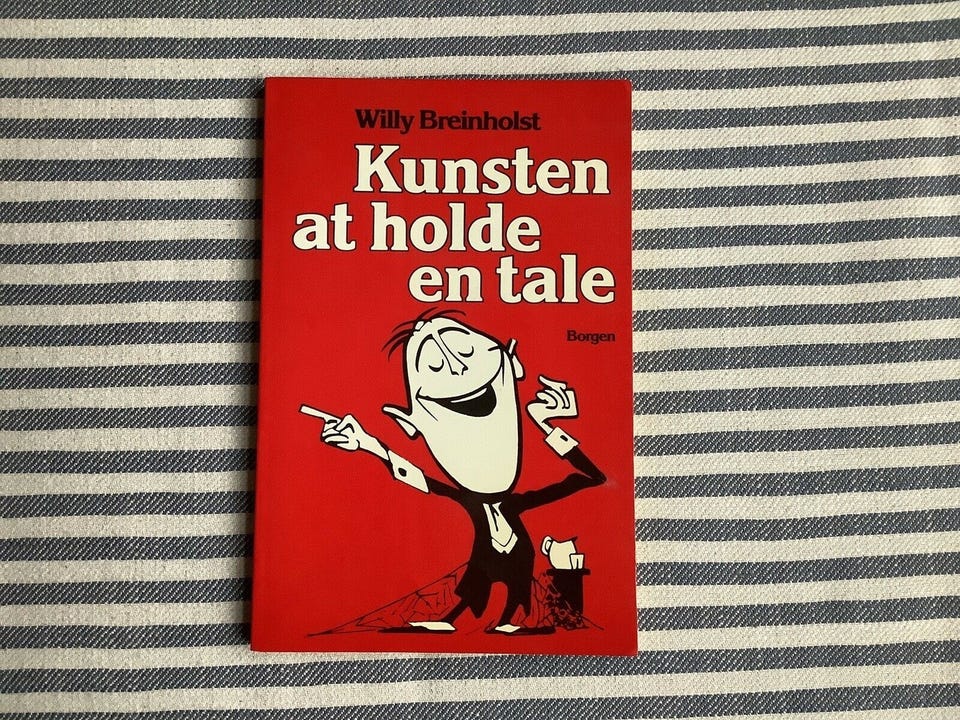 Willy Breinholst
Kunsten
at holde
en tale
Borgen